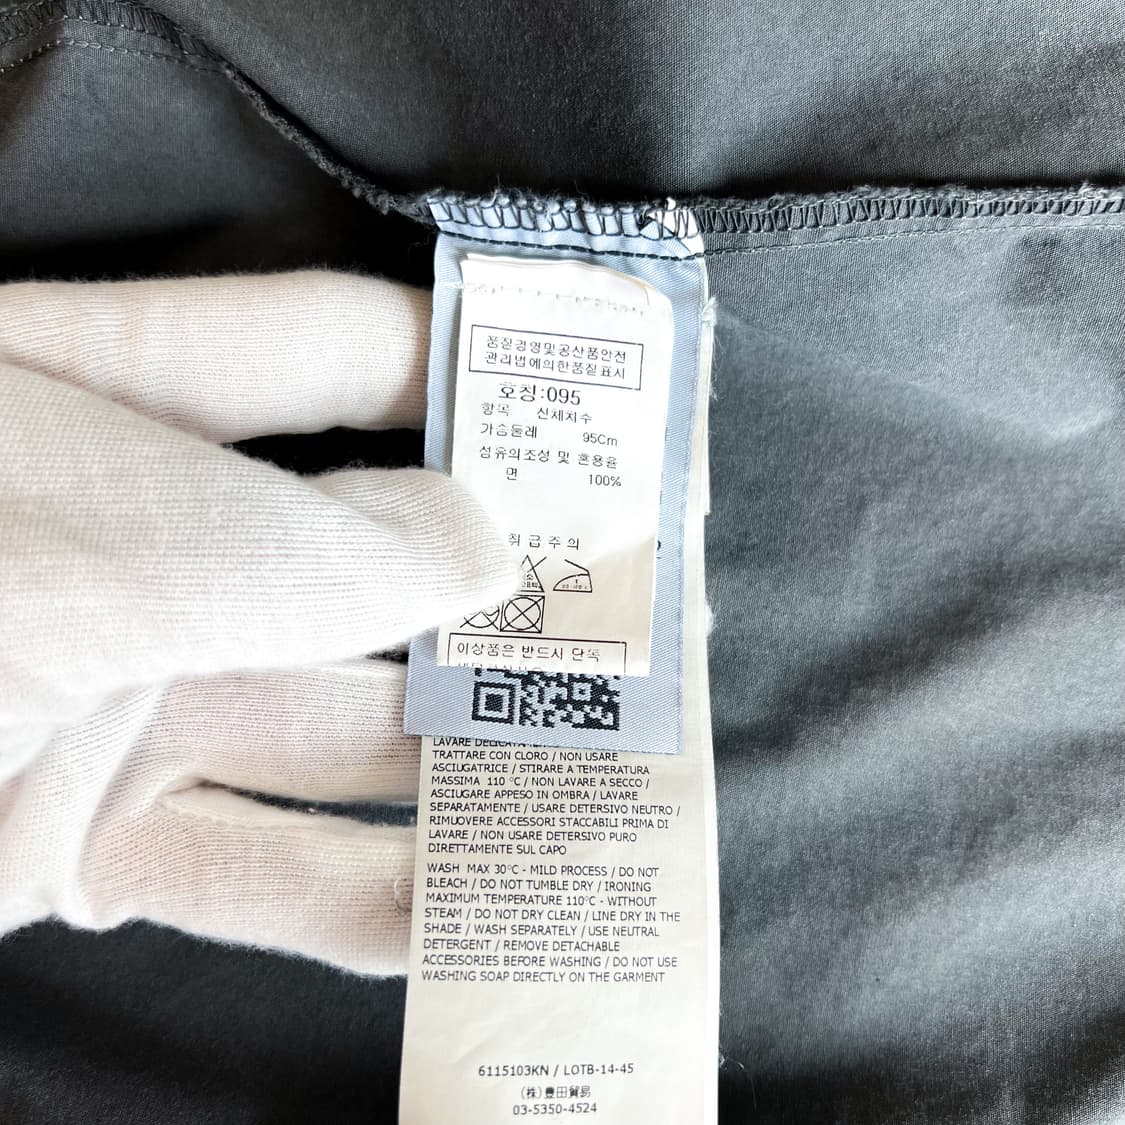 품질경영및공산품안전
관리법에의한품질표시
호칭:095
항목 신체치수
가슴둘레 95Cm
섬유의조성 및 혼용율
면 100%
취급주의
이상품은 반드시 단독
LAVARE DELICATA
TRATTARE CON CLORO / NON USARE
ASCIUGATRICE / STIRARE A TEMPERATURA
MASSIMA 110 °C / NON LAVARE A SECCO /
ASCIUGARE APPESO IN OMBRA / LAVARE
SEPARATAMENTE / USARE DETERSIVO NEUTRO /
RIMUOVERE ACCESSORI STACCABILI PRIMA DI
LAVARE / NON USARE DETERSIVO PURO
DIRETTAMENTE SUL CAPO
WASH MAX 30°C - MILD PROCESS / DO NOT
BLEACH / DO NOT TUMBLE DRY / IRONING
MAXIMUM TEMPERATURE 110°C - WITHOUT
STEAM / DO NOT DRY CLEAN / LINE DRY IN THE
SHADE / WASH SEPARATELY / USE NEUTRAL
DETERGENT / REMOVE DETACHABLE
ACCESSORIES BEFORE WASHING / DO NOT USE
WASHING SOAP DIRECTLY ON THE GARMENT
6115103KN / LOTB-14-45
(株)豊田貿易
03-5350-4524